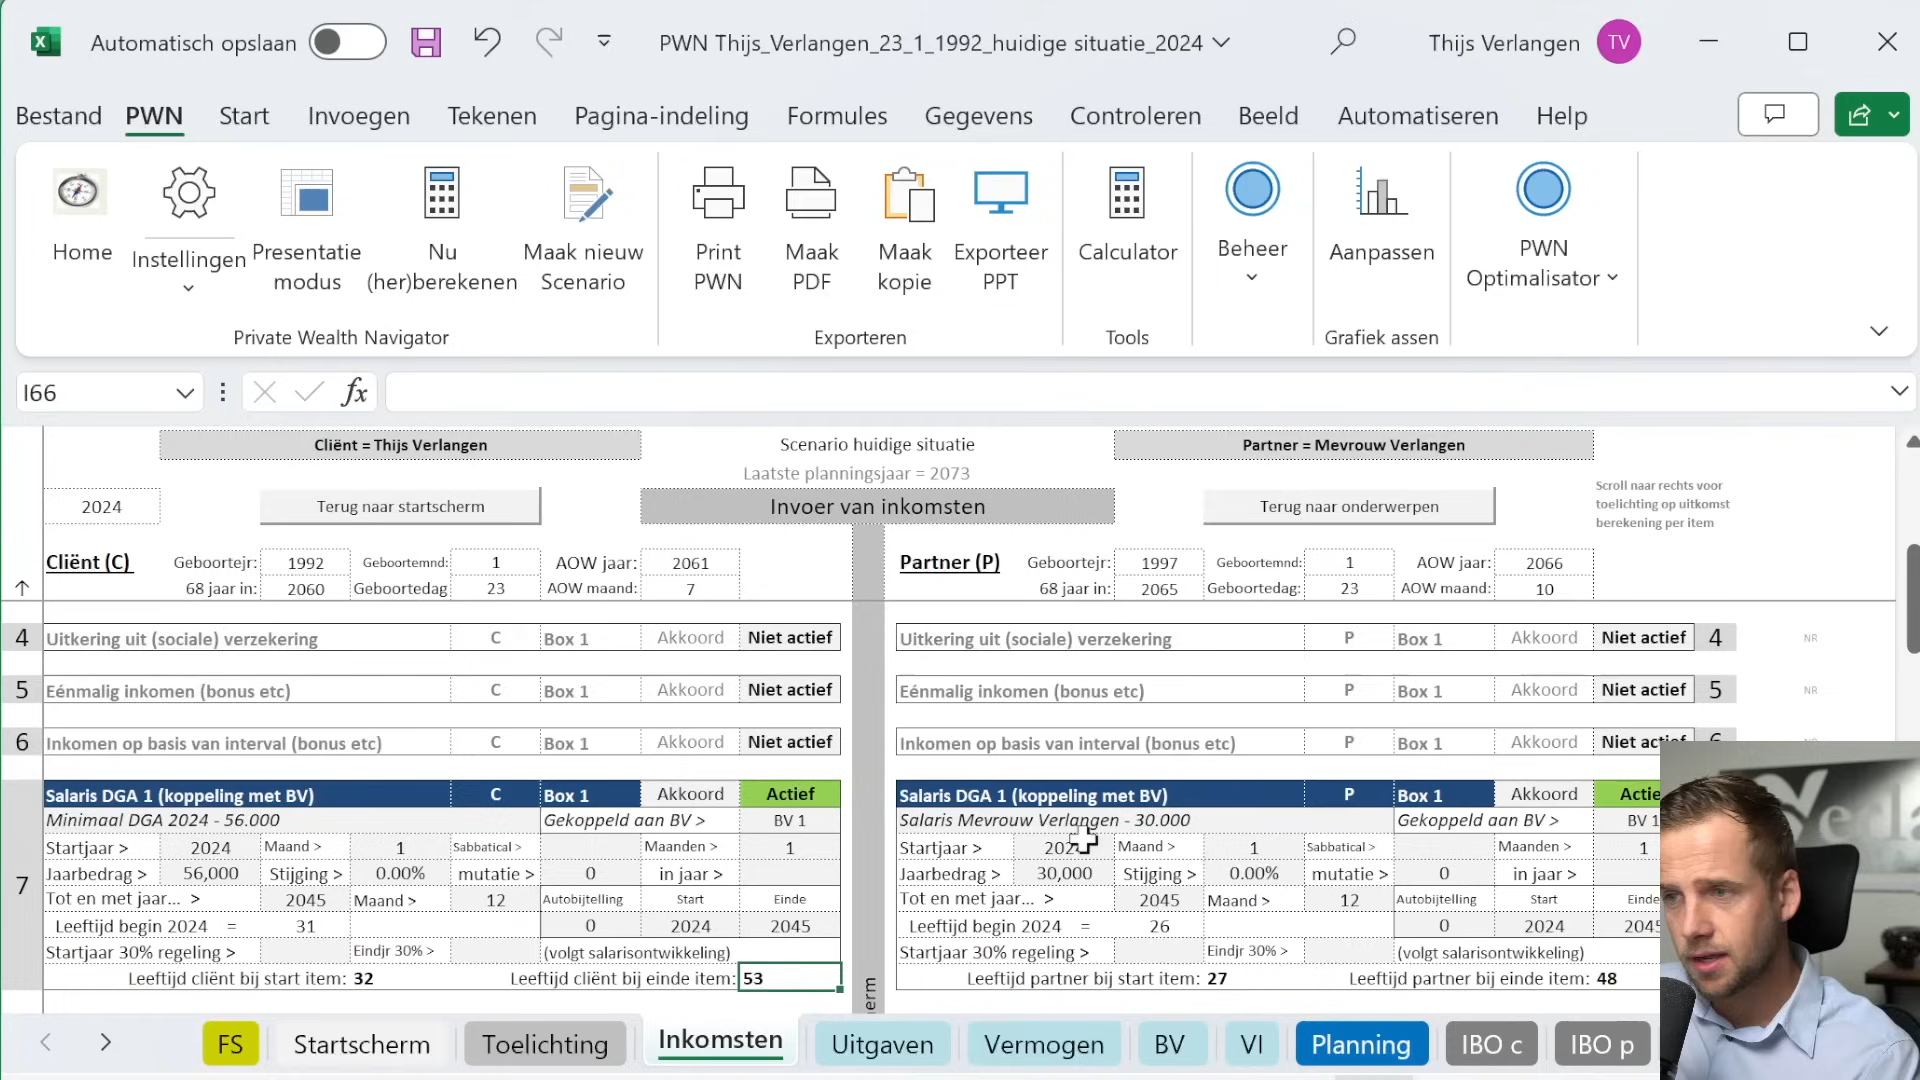 Automatisch opslaan
PWN Thijs_Verlangen_23_1_1992_huidige situatie_2024
Thijs Verlangen TV
Bestand PWN Start Invoegen Tekenen Pagina-indeling Formules Gegevens Controleren Beeld Automatiseren Help
Home
Instellingen
Presentatie modus
Nu (her)berekenen
Maak nieuw Scenario
Print PWN
Maak PDF
Maak kopie
Exporteer PPT
Calculator
Beheer
Aanpassen
PWN Optimalisator
Private Wealth Navigator Exporteren Tools Grafiek assen
I66 fx
Cliënt = Thijs Verlangen Scenario huidige situatie Partner = Mevrouw Verlangen
Laatste planningsjaar = 2073
2024 Terug naar startscherm Invoer van inkomsten Terug naar onderwerpen
Scroll naar rechts voor
toelichting op uitkomst
berekening per item
Cliënt (C) Geboortejr: 1992 Geboortemnd: 1 AOW jaar: 2061 Partner (P) Geboortejr: 1997 Geboortemnd: 1 AOW jaar: 2066
68 jaar in: 2060 Geboortedag 23 AOW maand: 7 68 jaar in: 2065 Geboortedag: 23 AOW maand: 10
4 Uitkering uit (sociale) verzekering C Box 1 Akkoord Niet actief Uitkering uit (sociale) verzekering P Box 1 Akkoord Niet actief 4 NR
5 Eénmalig inkomen (bonus etc) C Box 1 Akkoord Niet actief Eénmalig inkomen (bonus etc) P Box 1 Akkoord Niet actief 5 NR
6 Inkomen op basis van interval (bonus etc) C Box 1 Akkoord Niet actief Inkomen op basis van interval (bonus etc) P Box 1 Akkoord Niet actief
Salaris DGA 1 (koppeling met BV) C Box 1 Akkoord Actief Salaris DGA 1 (koppeling met BV) P Box 1 Akkoord Actie
Minimaal DGA 2024 - 56.000 Gekoppeld aan BV > BV 1 Salaris Mevrouw Verlangen - 30.000 Gekoppeld aan BV > BV 1
Startjaar > 2024 Maand > 1 Sabbatical > Maanden > 1 Startjaar > 202 Maand > 1 Sabbatical > Maanden > 1
7 Jaarbedrag > 56,000 Stijging > 0.00% mutatie > 0 in jaar > Jaarbedrag > 30,000 Stijging > 0.00% mutatie > 0 in jaar >
Tot en met jaar... > 2045 Maand > 12 Autobijtelling Start Einde Tot en met jaar... > 2045 Maand > 12 Autobijtelling Start Einde
Leeftijd begin 2024 = 31 0 2024 2045 Leeftijd begin 2024 = 26 0 2024 2045
Startjaar 30% regeling > Eindjr 30% > (volgt salarisontwikkeling) Startjaar 30% regeling > Eindjr 30% > (volgt salarisontwikkeling)
Leeftijd cliënt bij start item: 32 Leeftijd cliënt bij einde item: 53 Leeftijd partner bij start item: 27 Leeftijd partner bij einde item: 48
FS Startscherm Toelichting Inkomsten Uitgaven Vermogen BV VI Planning IBO c IBO p